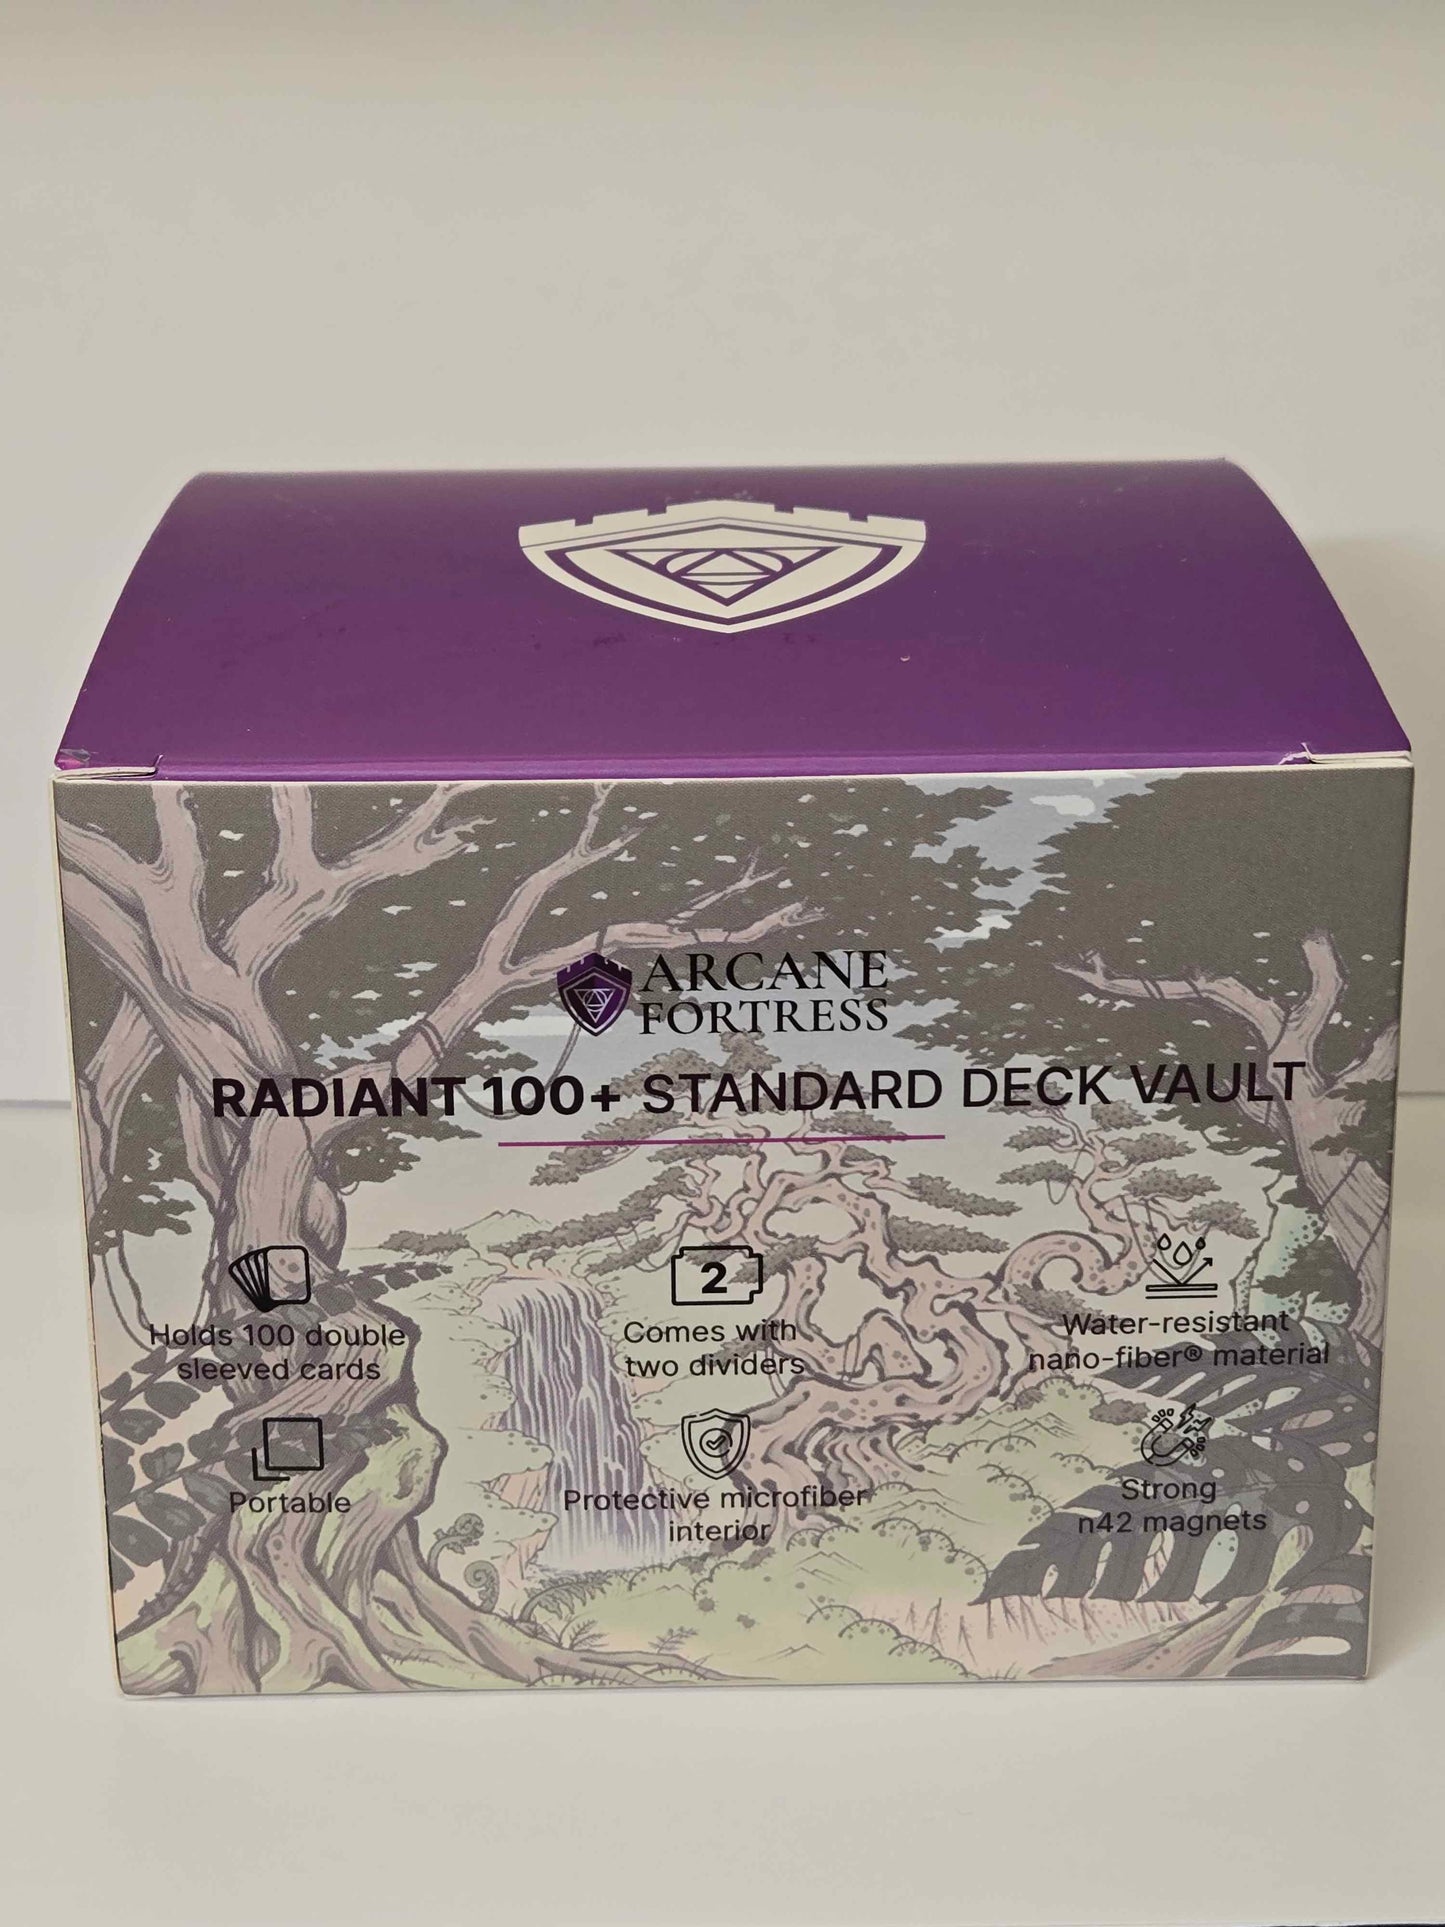 ARCANE
FORTRESS
RADIANT 100+ STANDARD DECK VAULT
Holds 100 double
sleeved cards
2
Comes with
two dividers
Water-resistant
nano-fiber® material
Portable
Protective microfiber
interior
Strong
n42 magnets